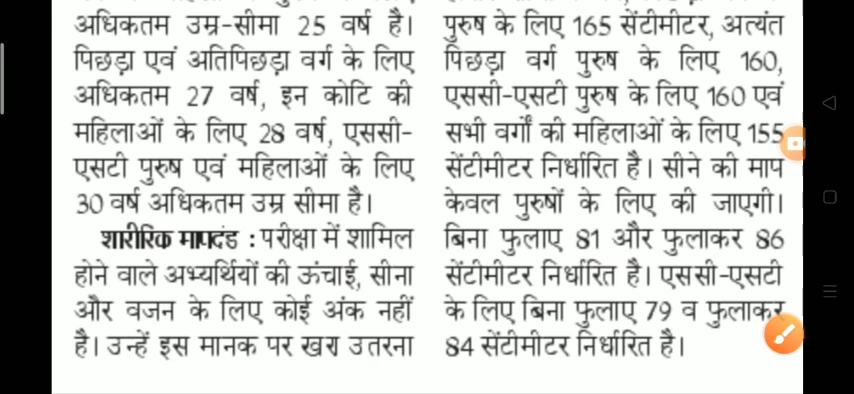 अधिकतम उम्र-सीमा 25 वर्ष है।
पिछड़ा एवं अतिपिछड़ा वर्ग के लिए
अधिकतम 27 वर्ष, इन कोटि की
महिलाओं के लिए 28 वर्ष, एससी-
एसटी पुरुष एवं महिलाओं के लिए
30 वर्ष अधिकतम उम्र सीमा है।
शारीरिक मापदंड : परीक्षा में शामिल
होने वाले अभ्यर्थियों की ऊंचाई, सीना
और वजन के लिए कोई अंक नहीं
है। उन्हें इस मानक पर खरा उतरना
पुरुष के लिए 165 सेंटीमीटर, अत्यंत
पिछड़ा वर्ग पुरुष के लिए 160,
एससी-एसटी पुरुष के लिए 160 एवं
सभी वर्गों की महिलाओं के लिए 155
सेंटीमीटर निर्धारित है। सीने की माप
केवल पुरुषों के लिए की जाएगी।
बिना फुलाए 81 और फुलाकर 86
सेंटीमीटर निर्धारित है। एससी-एसटी
के लिए बिना फुलाए 79 व फुलाकर
84 सेंटीमीटर निर्धारित है।